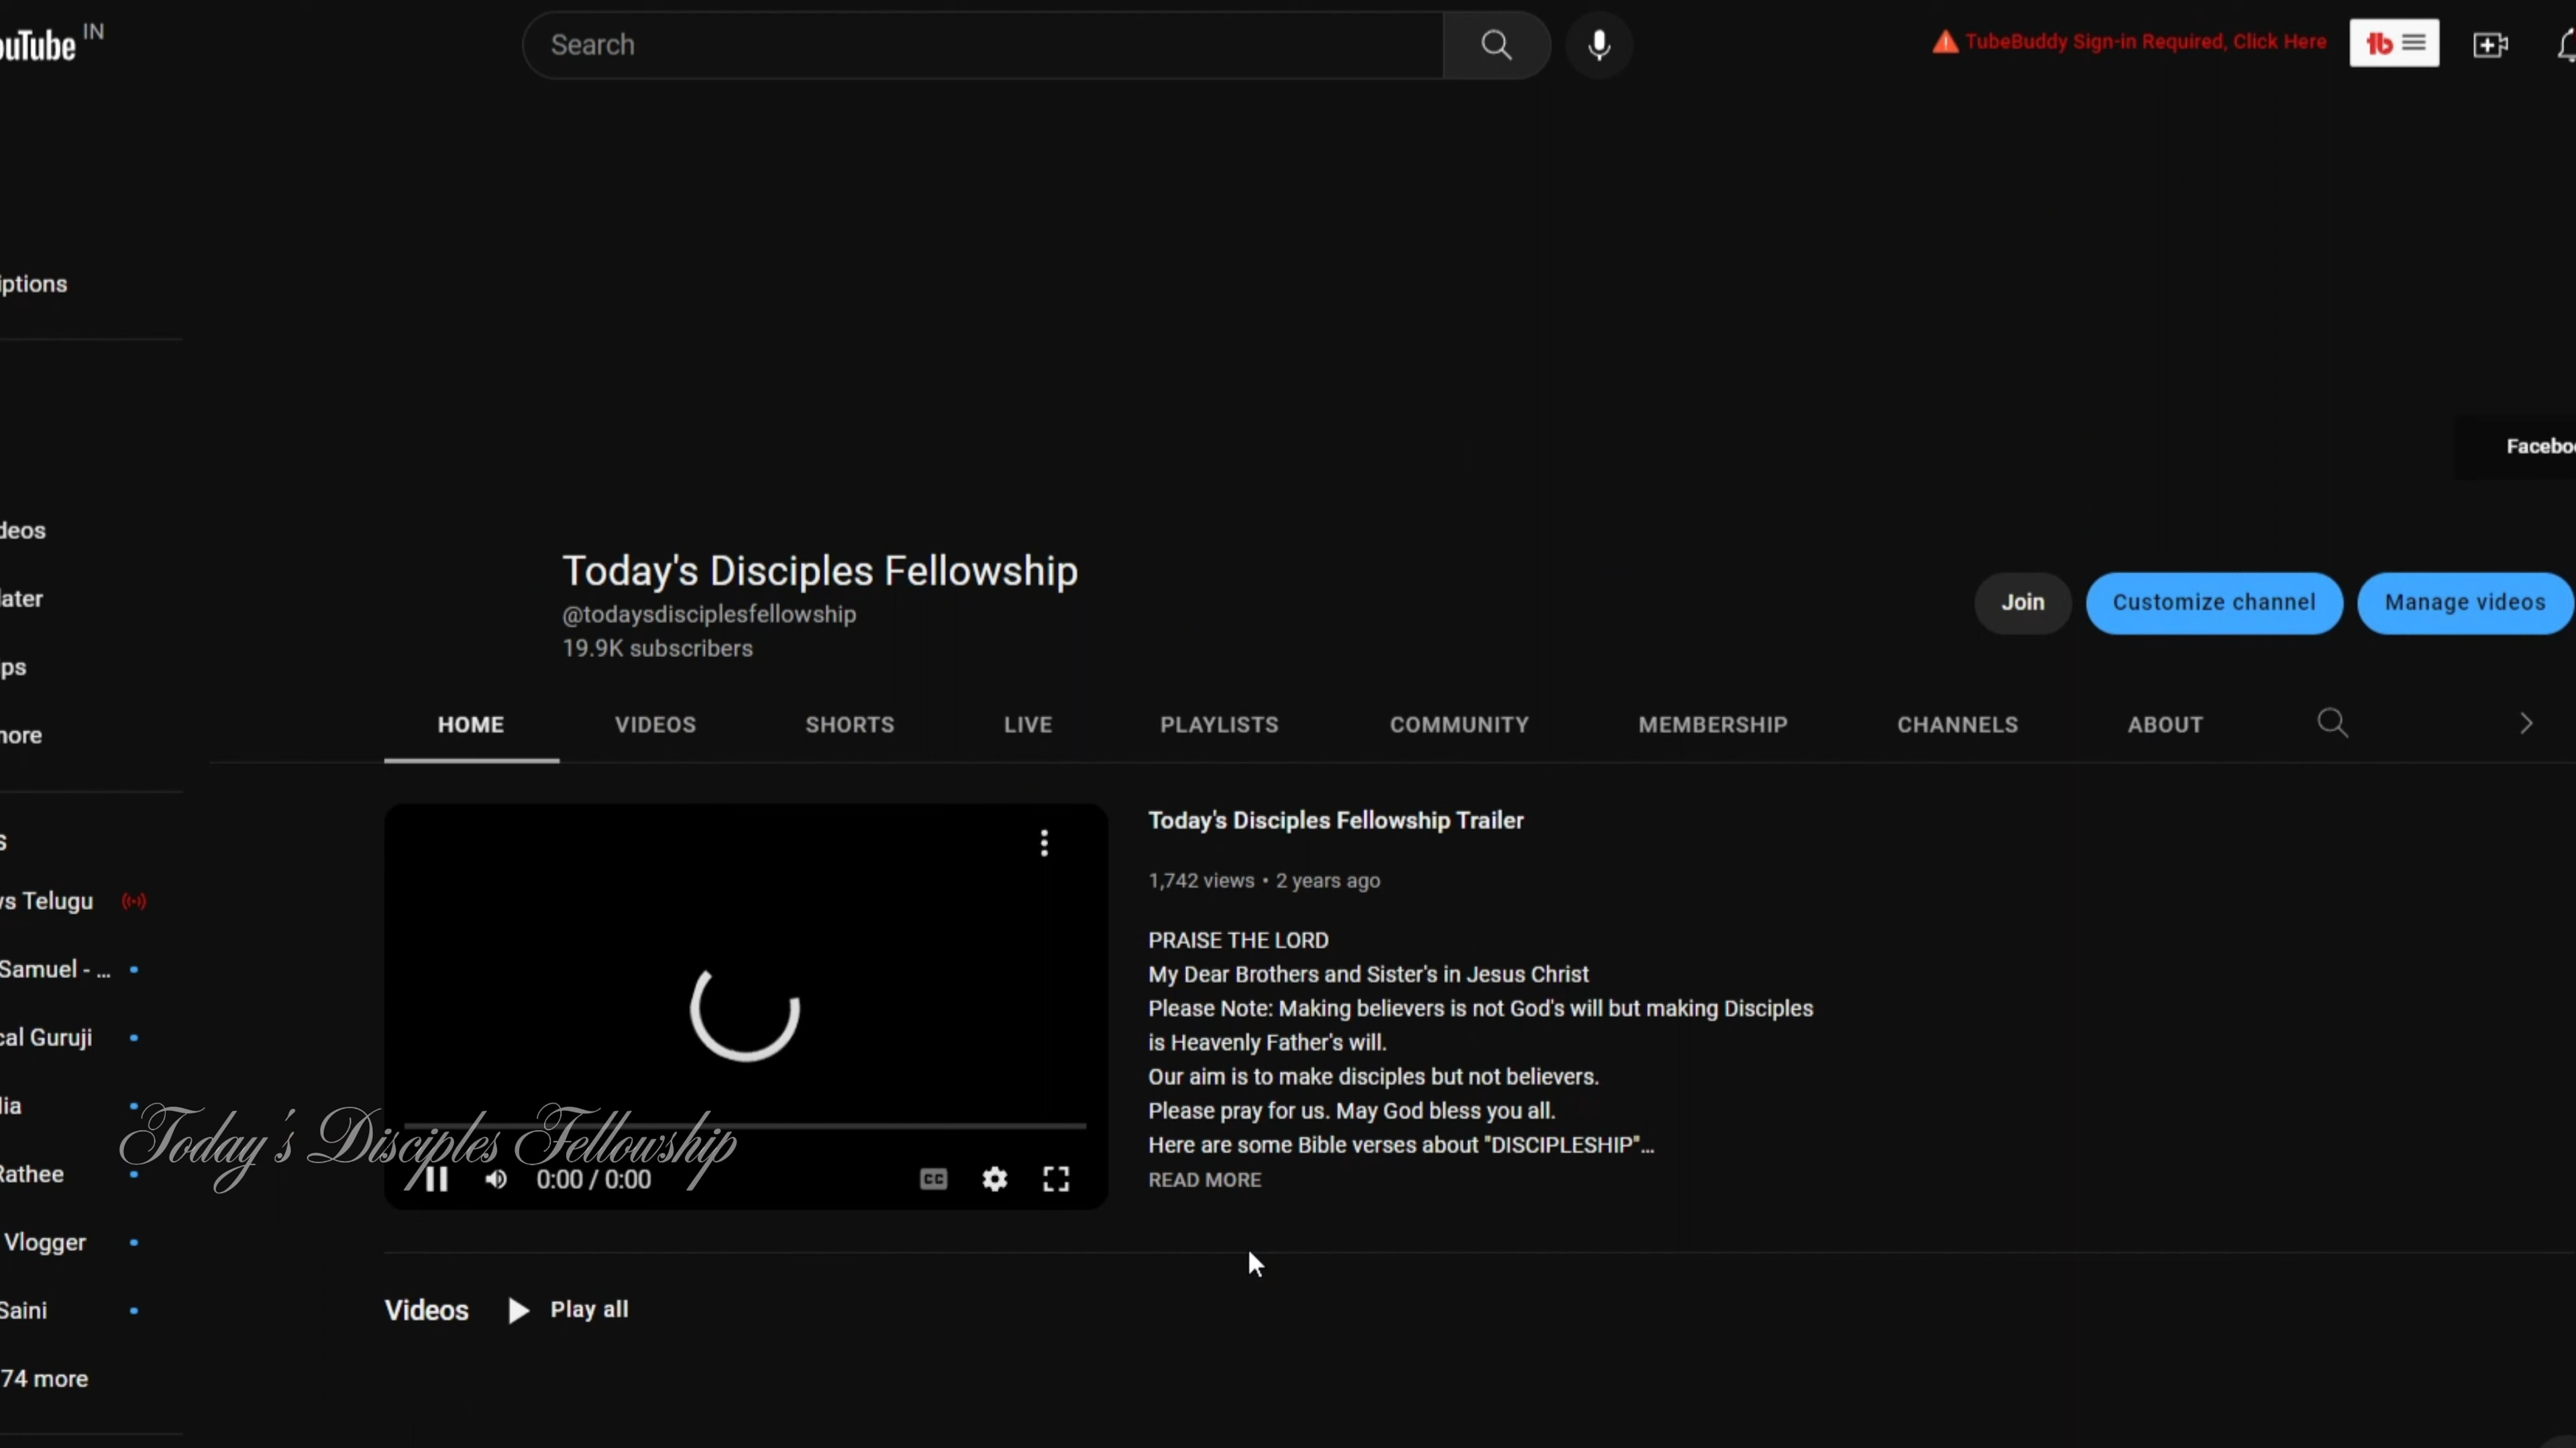 ouTube IN
Search
TubeBuddy Sign-in Required, Click Here
tb
iptions
Faceboo
deos
Today's Disciples Fellowship
@todaysdisciplesfellowship
19.9K subscribers
Join
Customize channel
Manage videos
later
ps
more
HOME VIDEOS SHORTS LIVE PLAYLISTS COMMUNITY MEMBERSHIP CHANNELS ABOUT
s
vs Telugu
Samuel - ...
cal Guruji
lia
Rathee
Vlogger
Saini
74 more
Today's Disciples Fellowship
0:00 / 0:00
CC
Today's Disciples Fellowship Trailer
1,742 views • 2 years ago
PRAISE THE LORD
My Dear Brothers and Sister's in Jesus Christ
Please Note: Making believers is not God's will but making Disciples
is Heavenly Father's will.
Our aim is to make disciples but not believers.
Please pray for us. May God bless you all.
Here are some Bible verses about "DISCIPLESHIP"...
READ MORE
Videos Play all